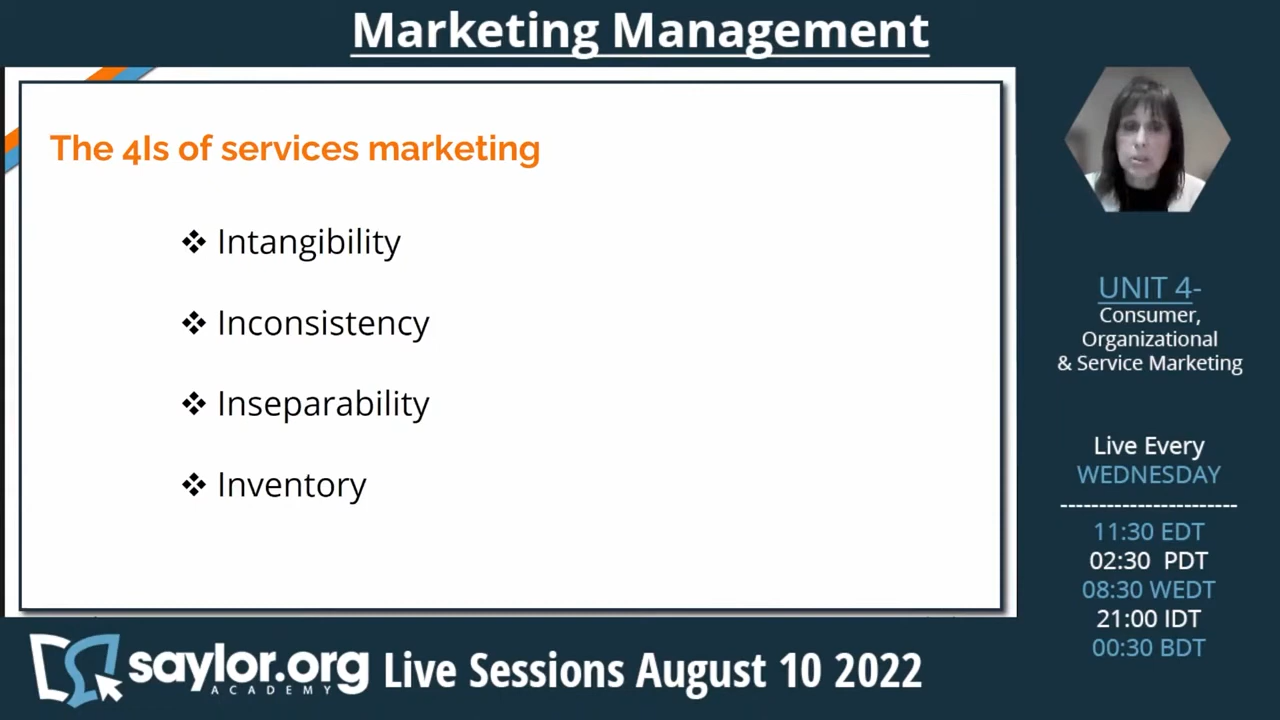 Marketing Management
The 4Is of services marketing
❖ Intangibility
❖ Inconsistency
❖ Inseparability
❖ Inventory
UNIT 4-
Consumer,
Organizational
& Service Marketing
Live Every
WEDNESDAY
-----------------------
11:30 EDT
02:30 PDT
08:30 WEDT
21:00 IDT
00:30 BDT
saylor.org
ACADEMY
Live Sessions August 10 2022